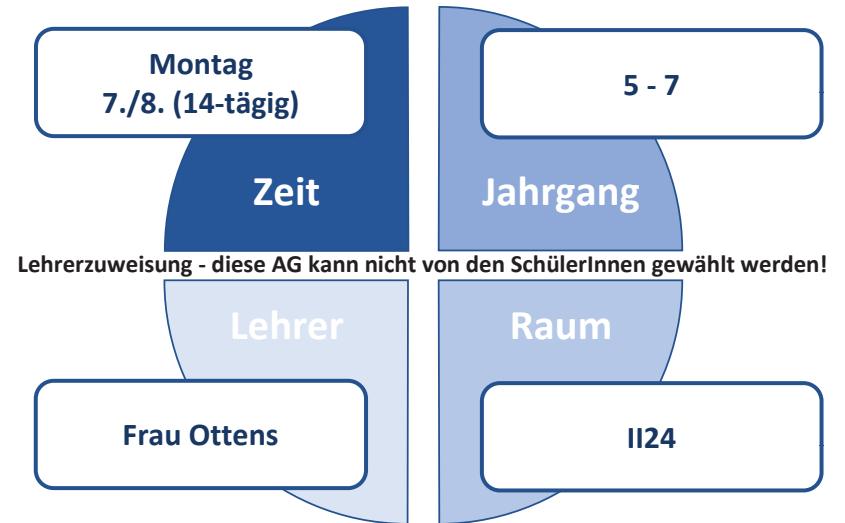 Montag
7./8. (14-tägig)
5 - 7
Zeit
Jahrgang
Lehrerzuweisung - diese AG kann nicht von den SchülerInnen gewählt werden!
Lehrer
Raum
Frau Ottens
II24